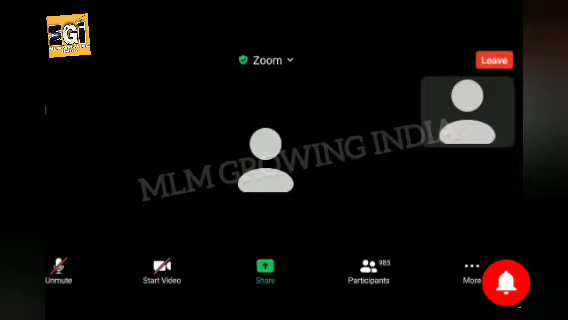 Zoom
Leave
MLM GROWING INDIA
Unmute
Start Video
Share
985
Participants
More